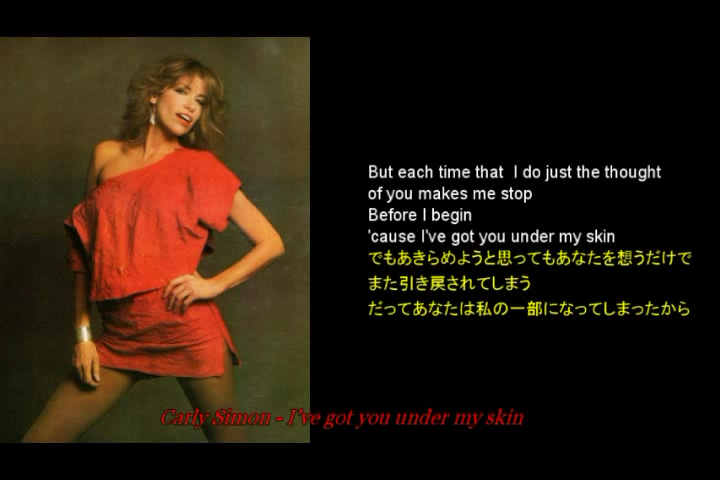 But each time that  I do just the thought
of you makes me stop
Before I begin
'cause I've got you under my skin
でもあきらめようと思ってもあなたを想うだけで
また引き戻されてしまう
だってあなたは私の一部になってしまったから
Carly Simon - I've got you under my skin